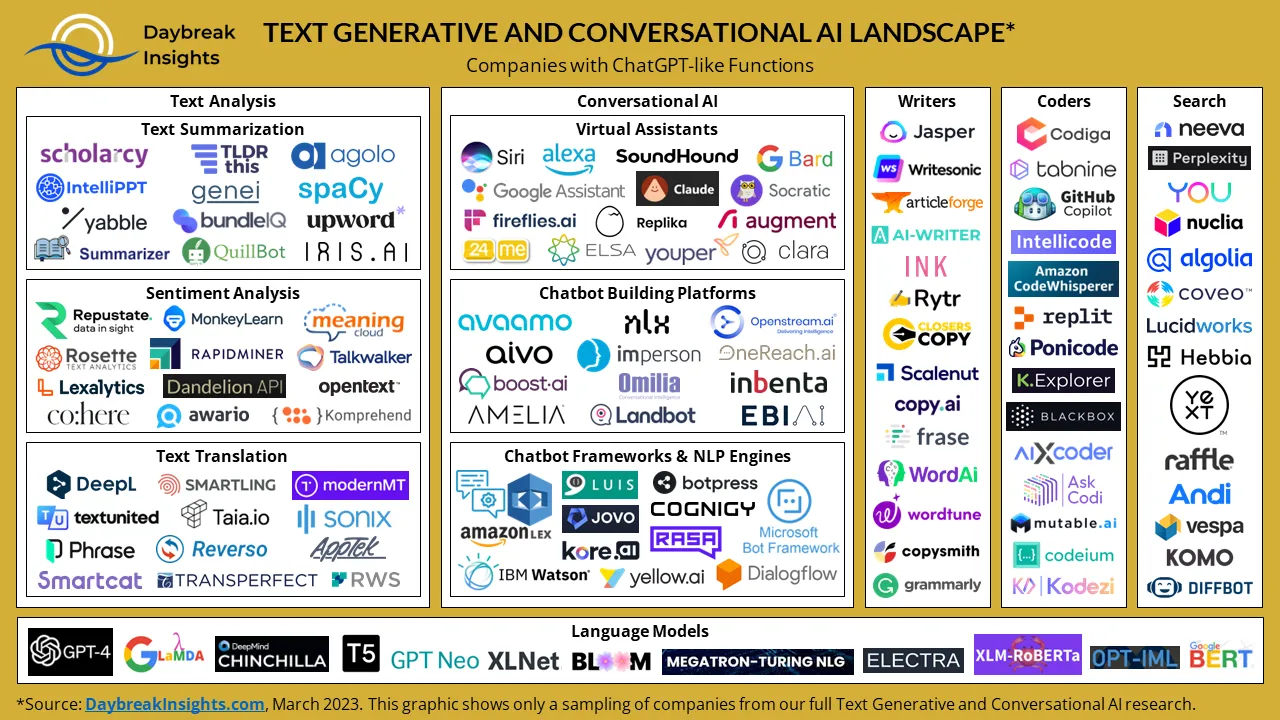 Daybreak
Insights
TEXT GENERATIVE AND CONVERSATIONAL AI LANDSCAPE*
Companies with ChatGPT-like Functions
Text Analysis
Text Summarization
scholarcy
TLDR
this
agolo
IntelliPPT
genei
spaCy
yabble
bundleIQ
upword*
Summarizer
QuillBot
IRIS.AI
Sentiment Analysis
Repustate.
data in sight
MonkeyLearn
meaning
cloud
ROSETTE
TEXT ANALYTICS
RAPIDMINER
Talkwalker
Lexalytics
Dandelion API
opentext™
co:here
awario
{ } Komprehend
Text Translation
DeepL
SMARTLING
modernMT
TU
textunited
Taia.io
SONIX
Phrase
Reverso
AppTek
Smartcat
TRANSPERFECT
RWS
Conversational AI
Virtual Assistants
Siri
alexa
SoundHound
Bard
Google Assistant
Claude
Socratic
fireflies.ai
Replika
augment
24 me
ELSA
youper
clara
Chatbot Building Platforms
avaamo
nlx
Openstream.ai®
Delivering Intelligence
aivo
imperson
OneReach.ai
boost.ai
Omilia
Conversational Intelligence
inbenta
AMELIA
Landbot
EBI AI
Chatbot Frameworks & NLP Engines
amazon LEX
LUIS
botpress
JOVO
COGNIGY
Microsoft
Bot Framework
kore.ai
RASA
IBM Watson®
yellow.ai
Dialogflow
Writers
Jasper
WS
Writesonic
articleforge
AI-WRITER
INK
Rytr
CLOSERS
COPY
Scalenut
copy.ai
frase
WordAi
wordtune
copysmith
grammarly
Coders
Codiga
tabnine
GitHub
Copilot
Intellicode
Amazon
CodeWhisperer
replit
Ponicode
K.Explorer
BLACKBOX
AIXcoder
Ask
Codi
mutable.ai
codeium
Kodezi
Search
neeva
Perplexity
YOU
nuclia
algolia
coveo™
Lucidworks
Hebbia
yext™
raffle
Andi
vespa
KOMO
DIFFBOT
Language Models
GPT-4
LaMDA
DeepMind
CHINCHILLA
T5
GPT Neo
XLNet
BLOOM
MEGATRON-TURING NLG
ELECTRA
XLM-RoBERTa
OPT-IML
Google
BERT
*Source: DaybreakInsights.com, March 2023. This graphic shows only a sampling of companies from our full Text Generative and Conversational AI research.